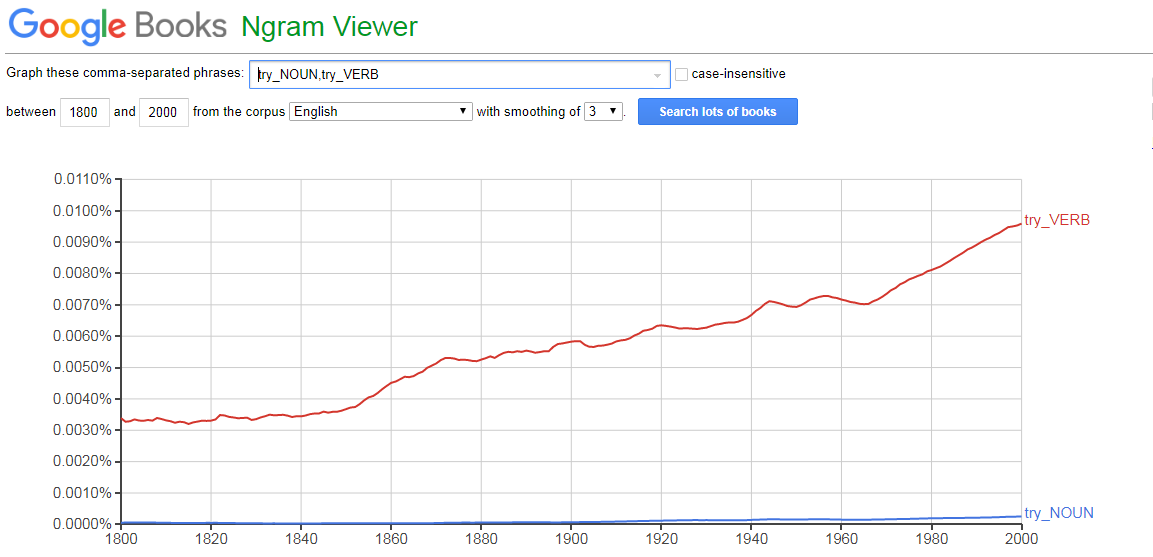 Google Books Ngram Viewer
Graph these comma-separated phrases: try_NOUN,try_VERB case-insensitive
between 1800 and 2000 from the corpus English with smoothing of 3 . Search lots of books
0.0110%
0.0100%
0.0090%
0.0080%
0.0070%
0.0060%
0.0050%
0.0040%
0.0030%
0.0020%
0.0010%
0.0000%
try_VERB
try_NOUN
1800 1820 1840 1860 1880 1900 1920 1940 1960 1980 2000